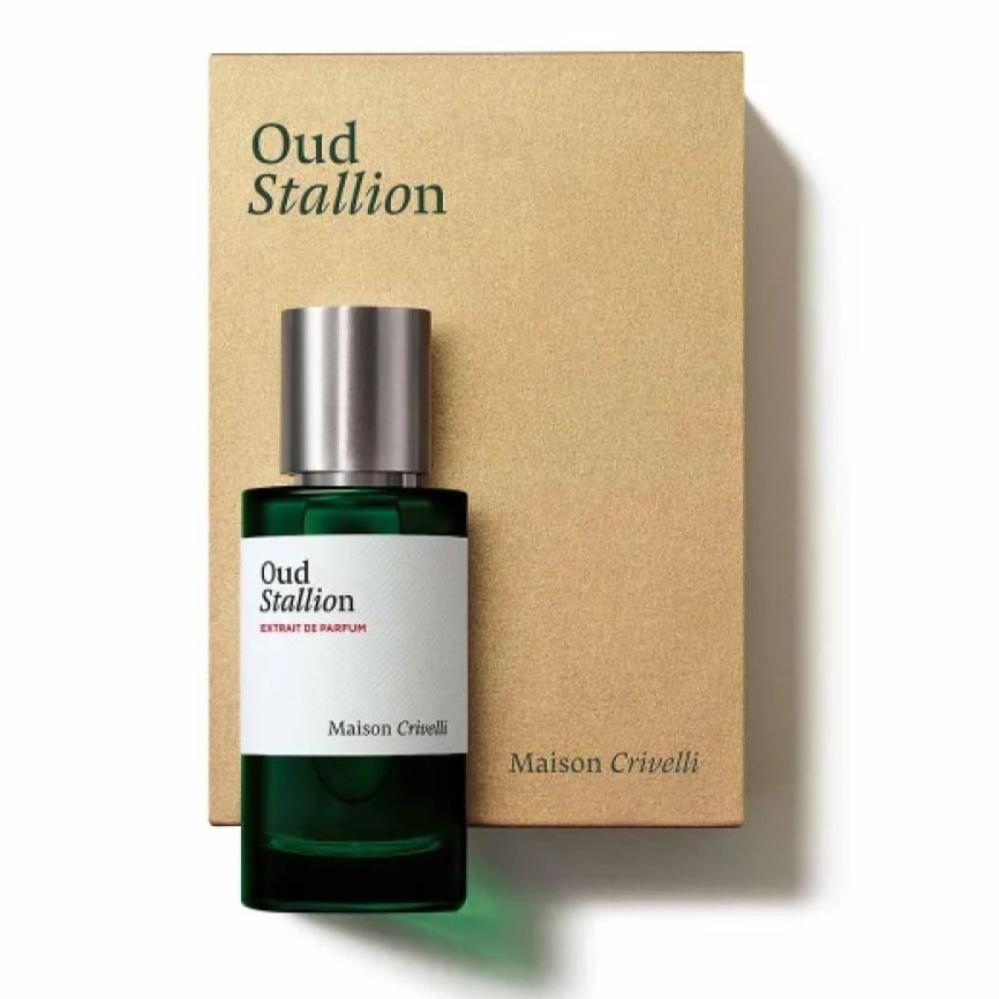 Oud
Stallion
Oud
Stallion
EXTRAIT DE PARFUM
Maison Crivelli
Maison Crivelli